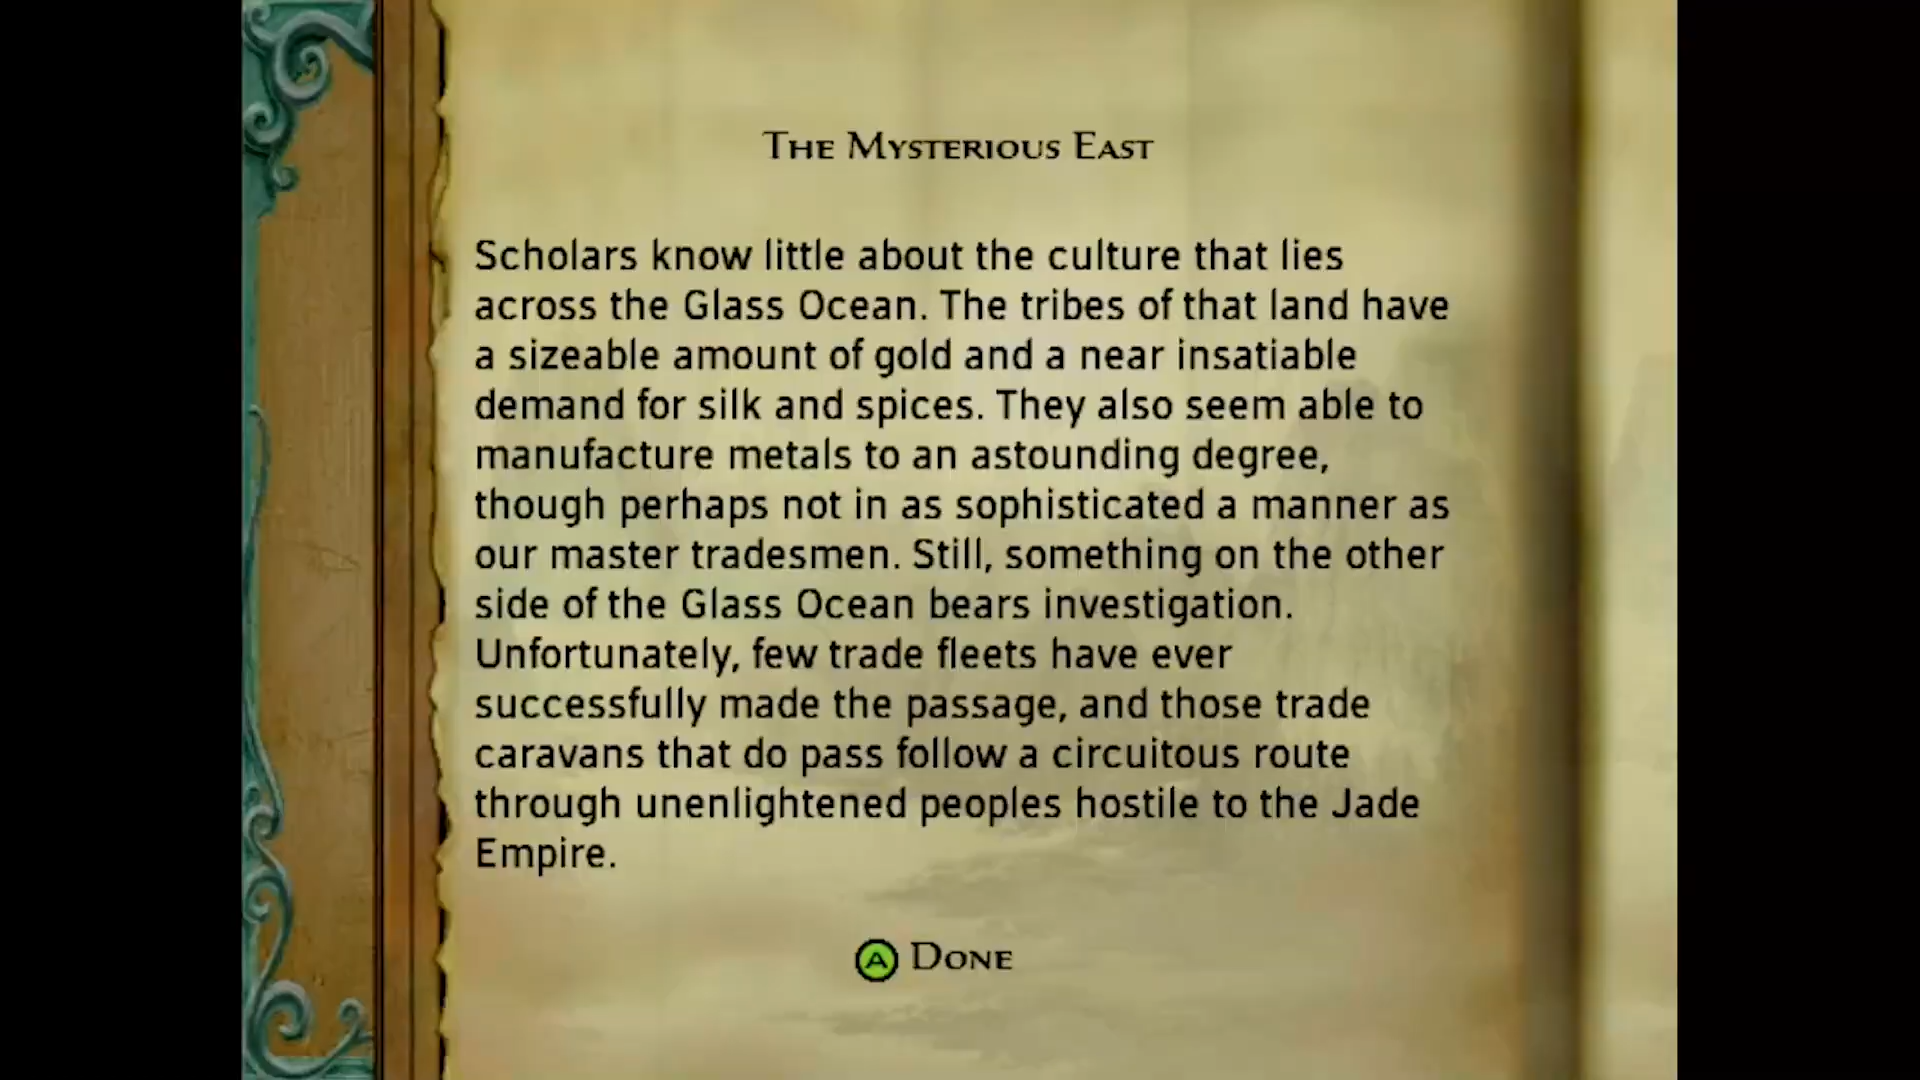 The Mysterious East
Scholars know little about the culture that lies
across the Glass Ocean. The tribes of that land have
a sizeable amount of gold and a near insatiable
demand for silk and spices. They also seem able to
manufacture metals to an astounding degree,
though perhaps not in as sophisticated a manner as
our master tradesmen. Still, something on the other
side of the Glass Ocean bears investigation.
Unfortunately, few trade fleets have ever
successfully made the passage, and those trade
caravans that do pass follow a circuitous route
through unenlightened peoples hostile to the Jade
Empire.
A Done